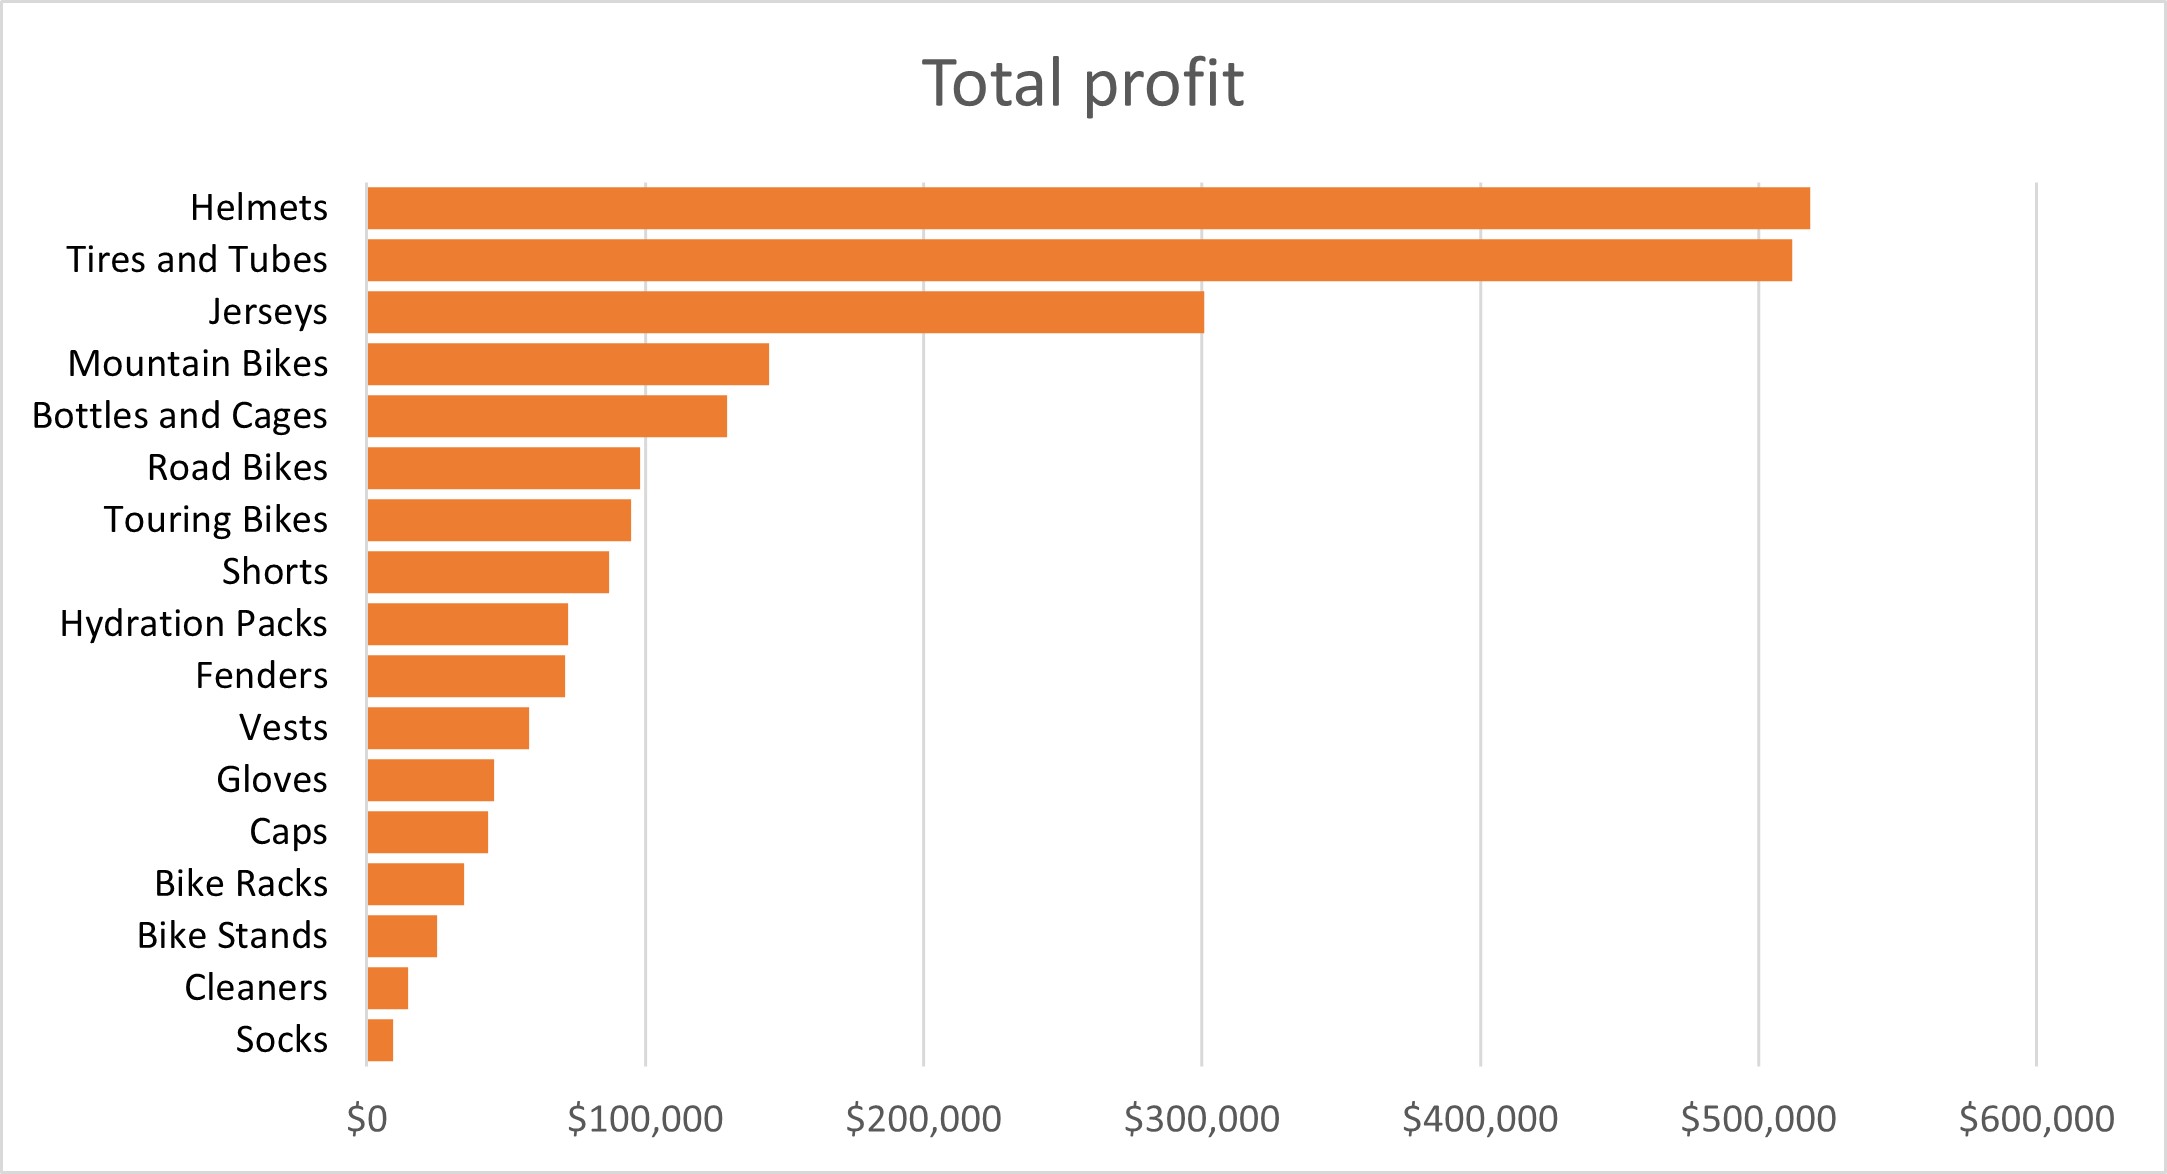 Total profit
Helmets
Tires and Tubes
Jerseys
Mountain Bikes
Bottles and Cages
Road Bikes
Touring Bikes
Shorts
Hydration Packs
Fenders
Vests
Gloves
Caps
Bike Racks
Bike Stands
Cleaners
Socks
$0 $100,000 $200,000 $300,000 $400,000 $500,000 $600,000